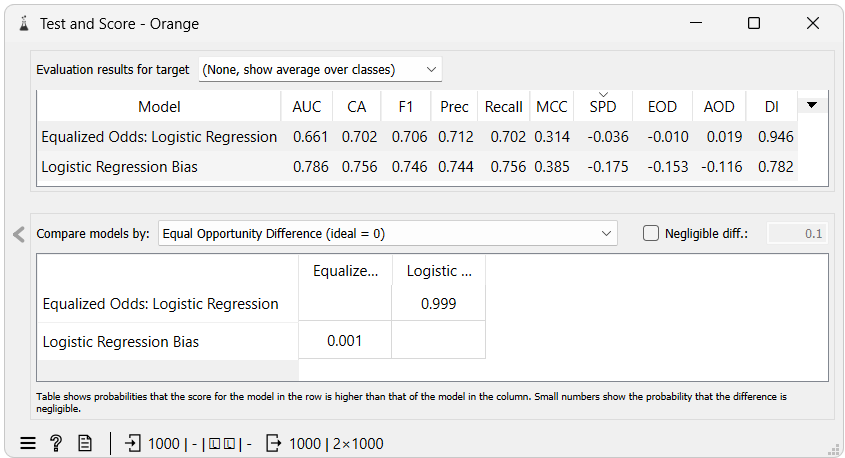 Test and Score - Orange
Evaluation results for target (None, show average over classes)
Model AUC CA F1 Prec Recall MCC SPD EOD AOD DI
Equalized Odds: Logistic Regression 0.661 0.702 0.706 0.712 0.702 0.314 -0.036 -0.010 0.019 0.946
Logistic Regression Bias 0.786 0.756 0.746 0.744 0.756 0.385 -0.175 -0.153 -0.116 0.782
Compare models by: Equal Opportunity Difference (ideal = 0) Negligible diff.: 0.1
Equalize... Logistic ...
Equalized Odds: Logistic Regression 0.999
Logistic Regression Bias 0.001
Table shows probabilities that the score for the model in the row is higher than that of the model in the column. Small numbers show the probability that the difference is
negligible.
1000 | - | 🄻🄻 | - 1000 | 2×1000